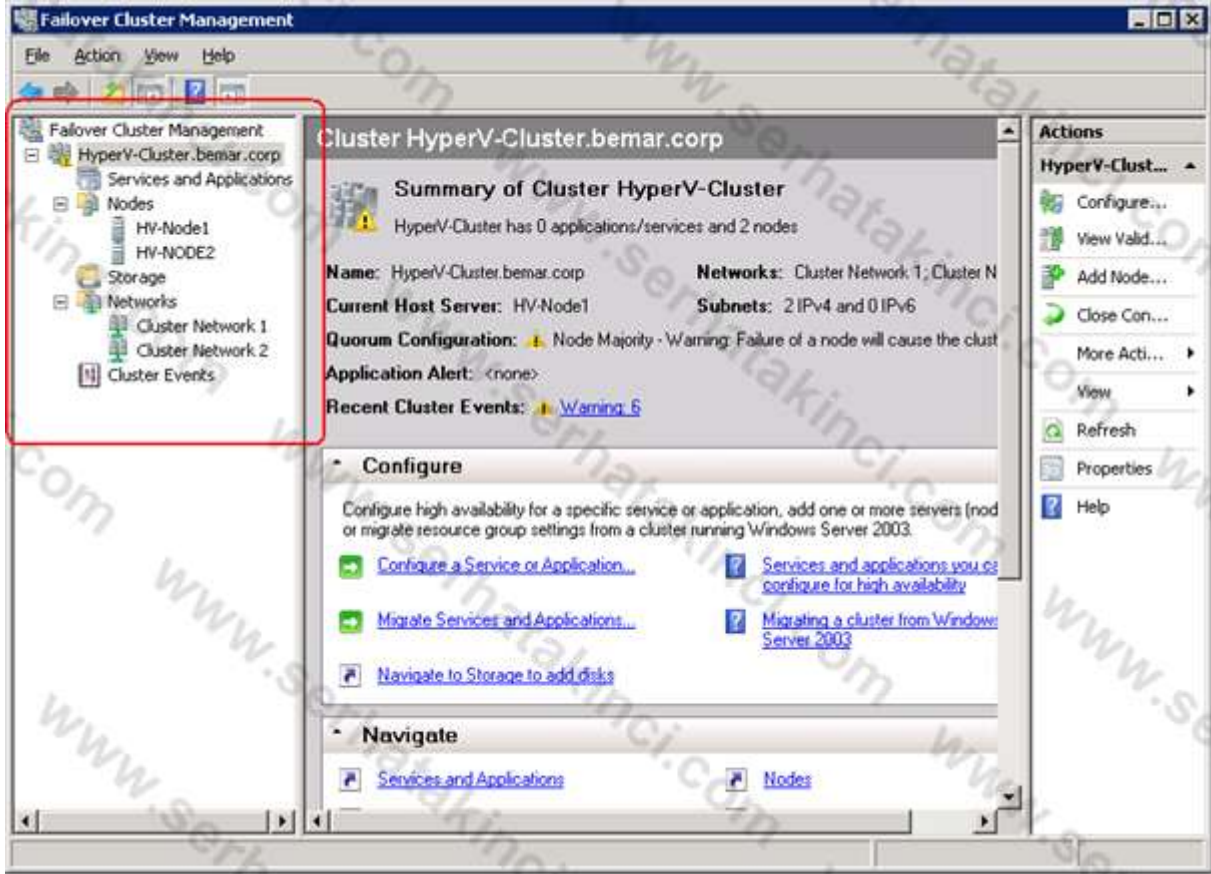 Failover Cluster Management
File Action View Help
Failover Cluster Management
HyperV-Cluster.bemar.corp
Services and Applications
Nodes
HV-Node1
HV-NODE2
Storage
Networks
Cluster Network 1
Cluster Network 2
Cluster Events
Cluster HyperV-Cluster.bemar.corp
Summary of Cluster HyperV-Cluster
HyperV-Cluster has 0 applications/services and 2 nodes
Name: HyperV-Cluster.bemar.corp Networks: Cluster Network 1; Cluster N
Current Host Server: HV-Node1 Subnets: 2 IPv4 and 0 IPv6
Quorum Configuration: Node Majority - Warning: Failure of a node will cause the clust
Application Alert: <none>
Recent Cluster Events: Warning: 6
Configure
Configure high availability for a specific service or application, add one or more servers (nod
or migrate resource group settings from a cluster running Windows Server 2003.
Configure a Service or Application...
Services and applications you ca
configure for high availability
Migrate Services and Applications...
Migrating a cluster from Windows
Server 2003
Navigate to Storage to add disks
Navigate
Services and Applications
Nodes
Actions
HyperV-Clust...
Configure...
View Valid...
Add Node...
Close Con...
More Acti...
View
Refresh
Properties
Help
www.serhatakinci.com